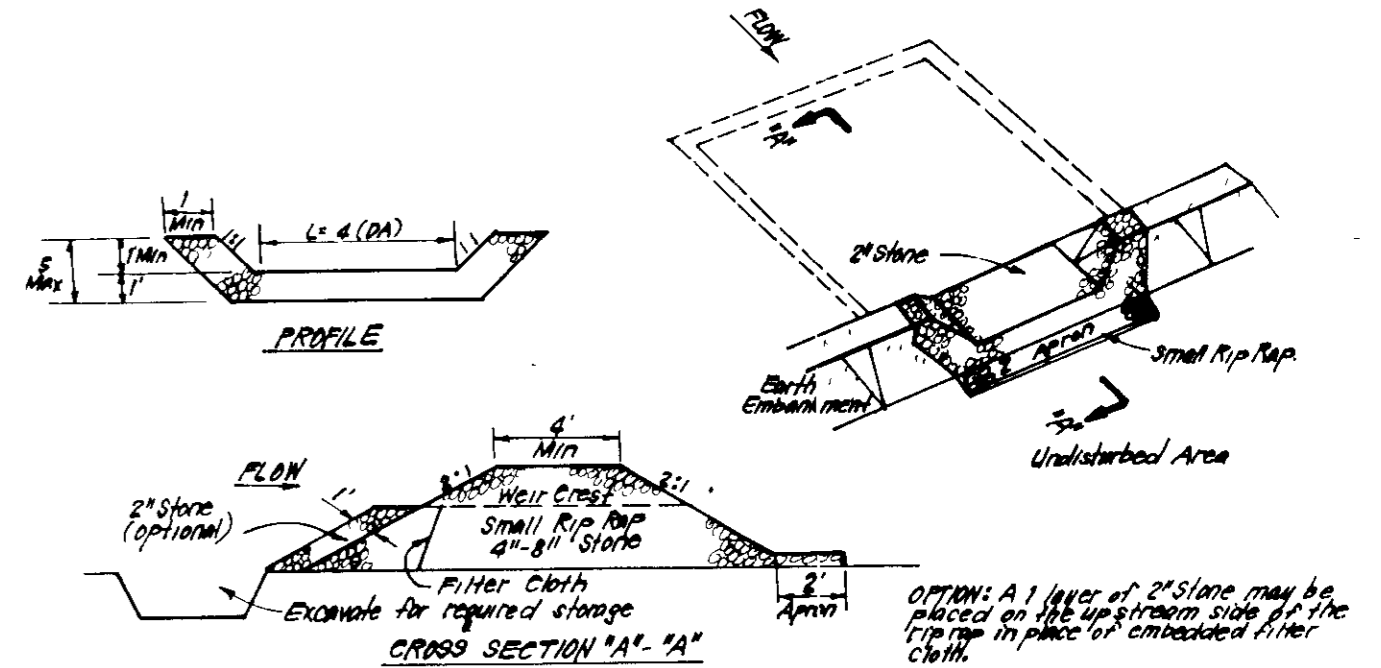 FLOW
"A"
1
Min
1:1
L= 4 (DA)
1:1
1 Min
5
Max
1'
PROFILE
2" Stone
Apron
Small Rip Rap.
Earth
Embankment
"A"
Undisturbed Area
4'
Min
FLOW
1'
2:1
2:1
2" Stone
(optional)
Weir Crest
Small Rip Rap
4"-8" Stone
Filter Cloth
Excavate for required storage
2'
Apron
CROSS SECTION "A"-"A"
OPTION: A 1 layer of 2" Stone may be
placed on the upstream side of the
rip rap in place of embedded filter
cloth.